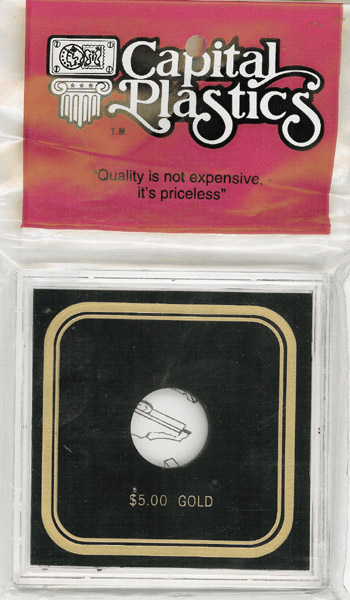 Capital
Plastics
T.M.
"Quality is not expensive,
it's priceless"
$5.00 GOLD